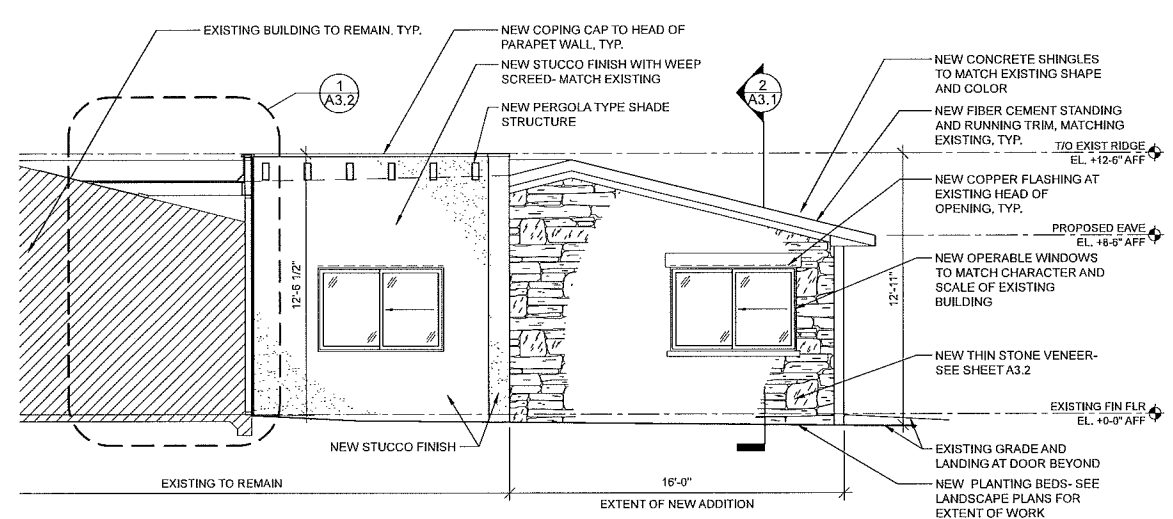 EXISTING BUILDING TO REMAIN, TYP.
NEW COPING CAP TO HEAD OF
PARAPET WALL, TYP.
NEW STUCCO FINISH WITH WEEP
SCREED- MATCH EXISTING
NEW PERGOLA TYPE SHADE
STRUCTURE
1
A3.2
2
A3.1
NEW CONCRETE SHINGLES
TO MATCH EXISTING SHAPE
AND COLOR
NEW FIBER CEMENT STANDING
AND RUNNING TRIM, MATCHING
EXISTING, TYP.
T/O EXIST RIDGE
EL. +12-6" AFF
NEW COPPER FLASHING AT
EXISTING HEAD OF
OPENING, TYP.
PROPOSED EAVE
EL. +8-6" AFF
NEW OPERABLE WINDOWS
TO MATCH CHARACTER AND
SCALE OF EXISTING
BUILDING
12'-6 1/2"
12'-11"
NEW THIN STONE VENEER-
SEE SHEET A3.2
EXISTING FIN FLR
EL. +0-0" AFF
NEW STUCCO FINISH
EXISTING GRADE AND
LANDING AT DOOR BEYOND
NEW PLANTING BEDS- SEE
LANDSCAPE PLANS FOR
EXTENT OF WORK
EXISTING TO REMAIN
16'-0"
EXTENT OF NEW ADDITION